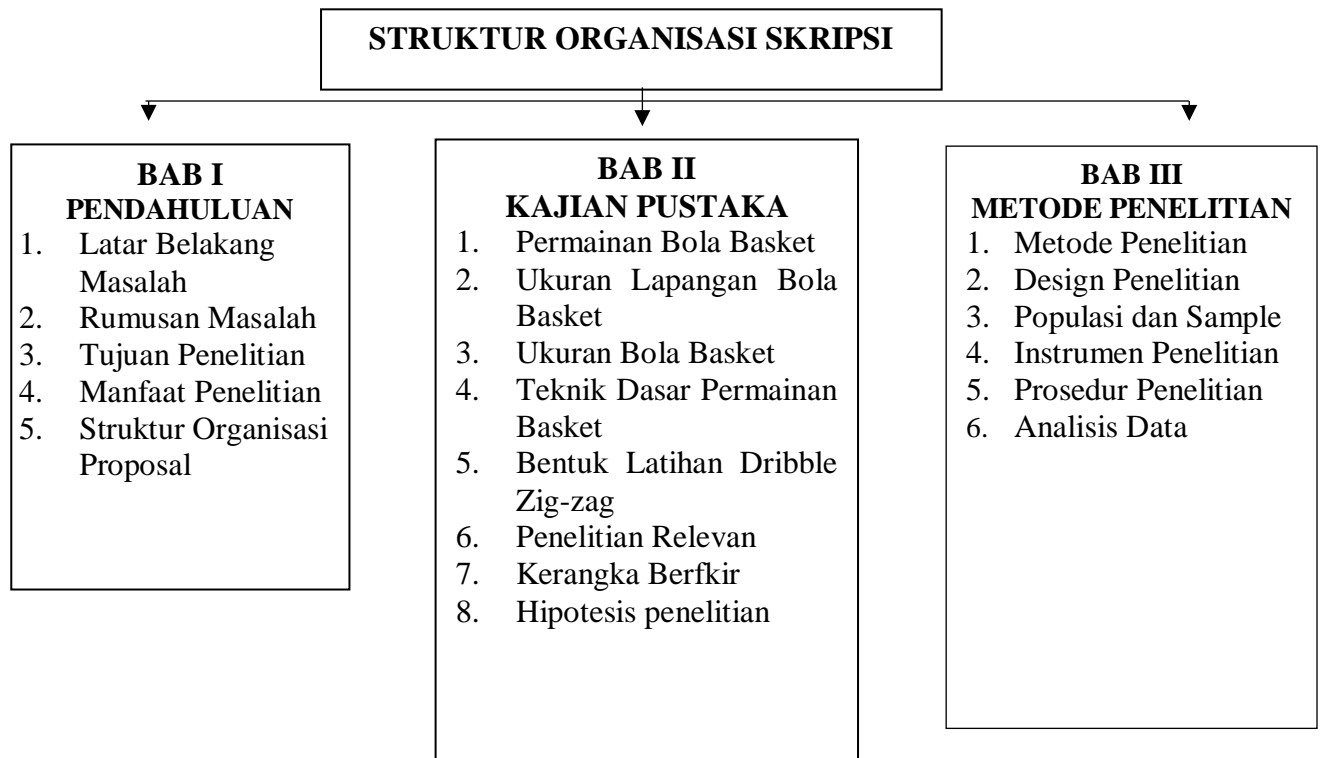 STRUKTUR ORGANISASI SKRIPSI
BAB I
PENDAHULUAN
1. Latar Belakang
Masalah
2. Rumusan Masalah
3. Tujuan Penelitian
4. Manfaat Penelitian
5. Struktur Organisasi
Proposal
BAB II
KAJIAN PUSTAKA
1. Permainan Bola Basket
2. Ukuran Lapangan Bola
Basket
3. Ukuran Bola Basket
4. Teknik Dasar Permainan
Basket
5. Bentuk Latihan Dribble
Zig-zag
6. Penelitian Relevan
7. Kerangka Berfkir
8. Hipotesis penelitian
BAB III
METODE PENELITIAN
1. Metode Penelitian
2. Design Penelitian
3. Populasi dan Sample
4. Instrumen Penelitian
5. Prosedur Penelitian
6. Analisis Data